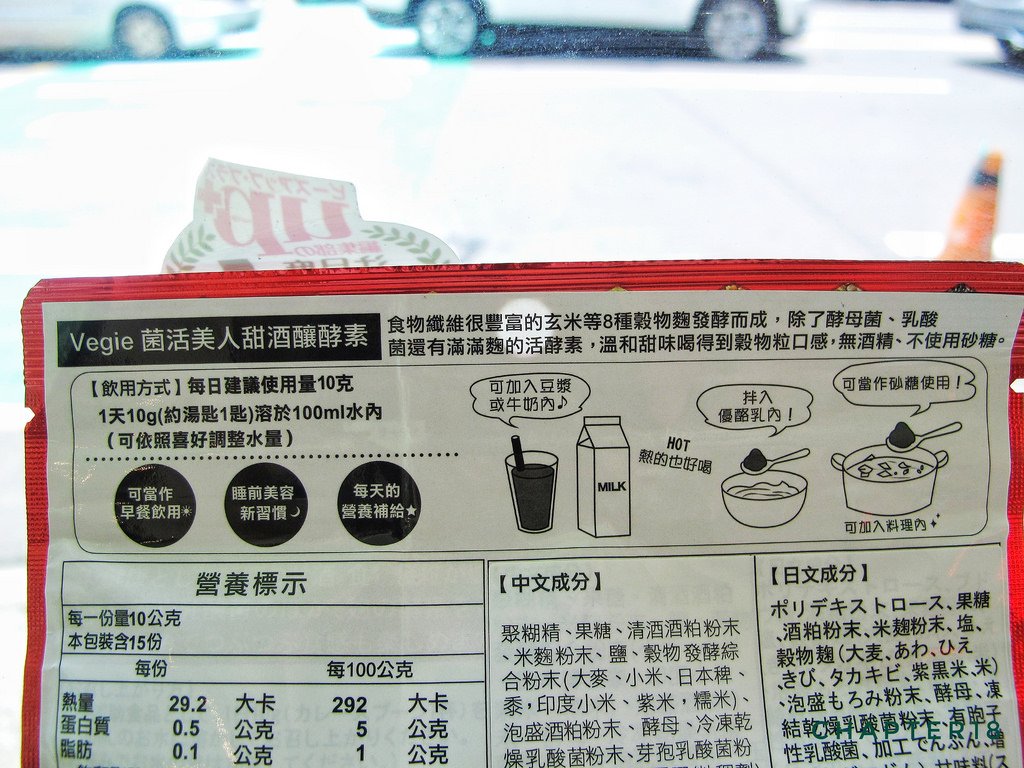 Vegie 菌活美人甜酒釀酵素
食物纖維很豐富的玄米等8種穀物麴發酵而成，除了酵母菌、乳酸
菌還有滿滿麴的活酵素，溫和甜味喝得到穀物粒口感，無酒精、不使用砂糖。
【飲用方式】每日建議使用量10克
1天10g(約湯匙1匙)溶於100ml水內
（可依照喜好調整水量）
可當作
早餐飲用☀
睡前美容
新習慣☾
每天的
營養補給★
可加入豆漿
或牛奶內♪
MILK
HOT
熱的也好喝
拌入
優酪乳內！
可當作砂糖使用！
可加入料理內
營養標示
每一份量10公克
本包裝含15份
每份 每100公克
熱量 29.2 大卡 292 大卡
蛋白質 0.5 公克 5 公克
脂肪 0.1 公克 1 公克
【中文成分】
聚糊精、果糖、清酒酒粕粉末
、米麴粉末、鹽、穀物發酵綜
合粉末(大麥、小米、日本稗、
黍，印度小米、紫米，糯米)、
泡盛酒粕粉末、酵母、冷凍乾
燥乳酸菌粉末、芽孢乳酸菌粉
【日文成分】
ポリデキストロース、果糖
、酒粕粉末、米麹粉末、塩、
穀物麹(大麦、あわ、ひえ
、きび、タカキビ、紫黒米、米)
、泡盛もろみ粉末、酵母、凍
結乾燥乳酸菌粉末、有胞子
性乳酸菌、加工でんぷん、増
CHAPTER18